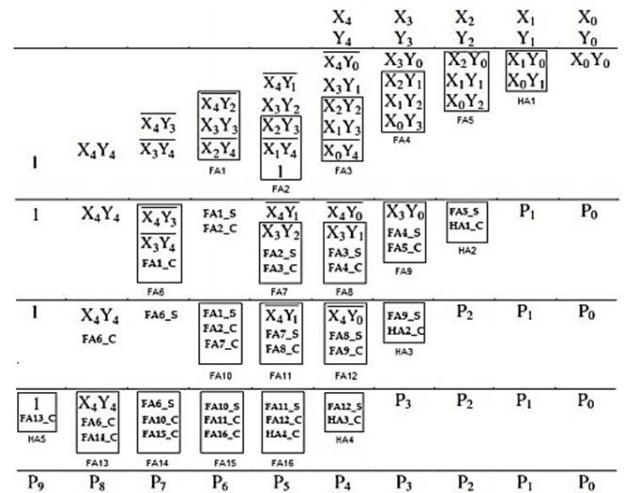 X₄ X₃ X₂ X₁ X₀
Y₄ Y₃ Y₂ Y₁ Y₀
X₄Y₀ X₃Y₀ X₂Y₀ X₁Y₀ X₀Y₀
X₄Y₁ X₃Y₁ X₂Y₁ X₁Y₁ X₀Y₁
X₄Y₂ X₃Y₂ X₂Y₂ X₁Y₂ X₀Y₂ HA1
X₄Y₃ X₃Y₃ X₂Y₃ X₁Y₃ X₀Y₃ FA5
1 X₄Y₄ X₃Y₄ X₂Y₄ X₁Y₄ X₀Y₄ FA4
FA1 1 FA3
FA2
1 X₄Y₄ X₄Y₃ FA1_S X₄Y₁ X₄Y₀ X₃Y₀ FA5_S P₁ P₀
X₃Y₄ FA2_C X₃Y₂ X₃Y₁ FA4_S HA1_C
FA1_C FA2_S FA3_S FA5_C HA2
FA3_C FA4_C FA9
FA6 FA7 FA8
1 X₄Y₄ FA6_S FA1_S X₄Y₁ X₄Y₀ FA9_S P₂ P₁ P₀
FA6_C FA2_C FA7_S FA8_S HA2_C
FA7_C FA8_C FA9_C HA3
FA10 FA11 FA12
1 X₄Y₄ FA6_S FA10_S FA11_S FA12_S P₃ P₂ P₁ P₀
FA13_C FA6_C FA10_C FA11_C FA12_C HA3_C
HA5 FA14_C FA15_C FA16_C HA4_C HA4
FA13 FA14 FA15 FA16
P₉ P₈ P₇ P₆ P₅ P₄ P₃ P₂ P₁ P₀